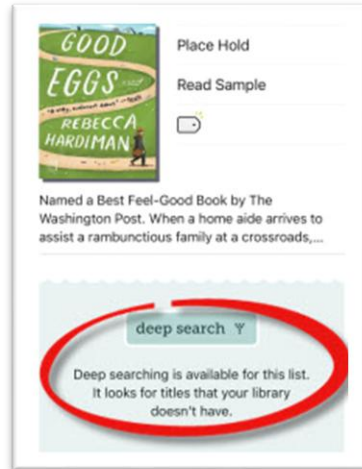 GOOD
EGGS
REBECCA
HARDIMAN
Place Hold
Read Sample
Named a Best Feel-Good Book by The
Washington Post. When a home aide arrives to
assist a rambunctious family at a crossroads,...
deep search
Deep searching is available for this list.
It looks for titles that your library
doesn't have.